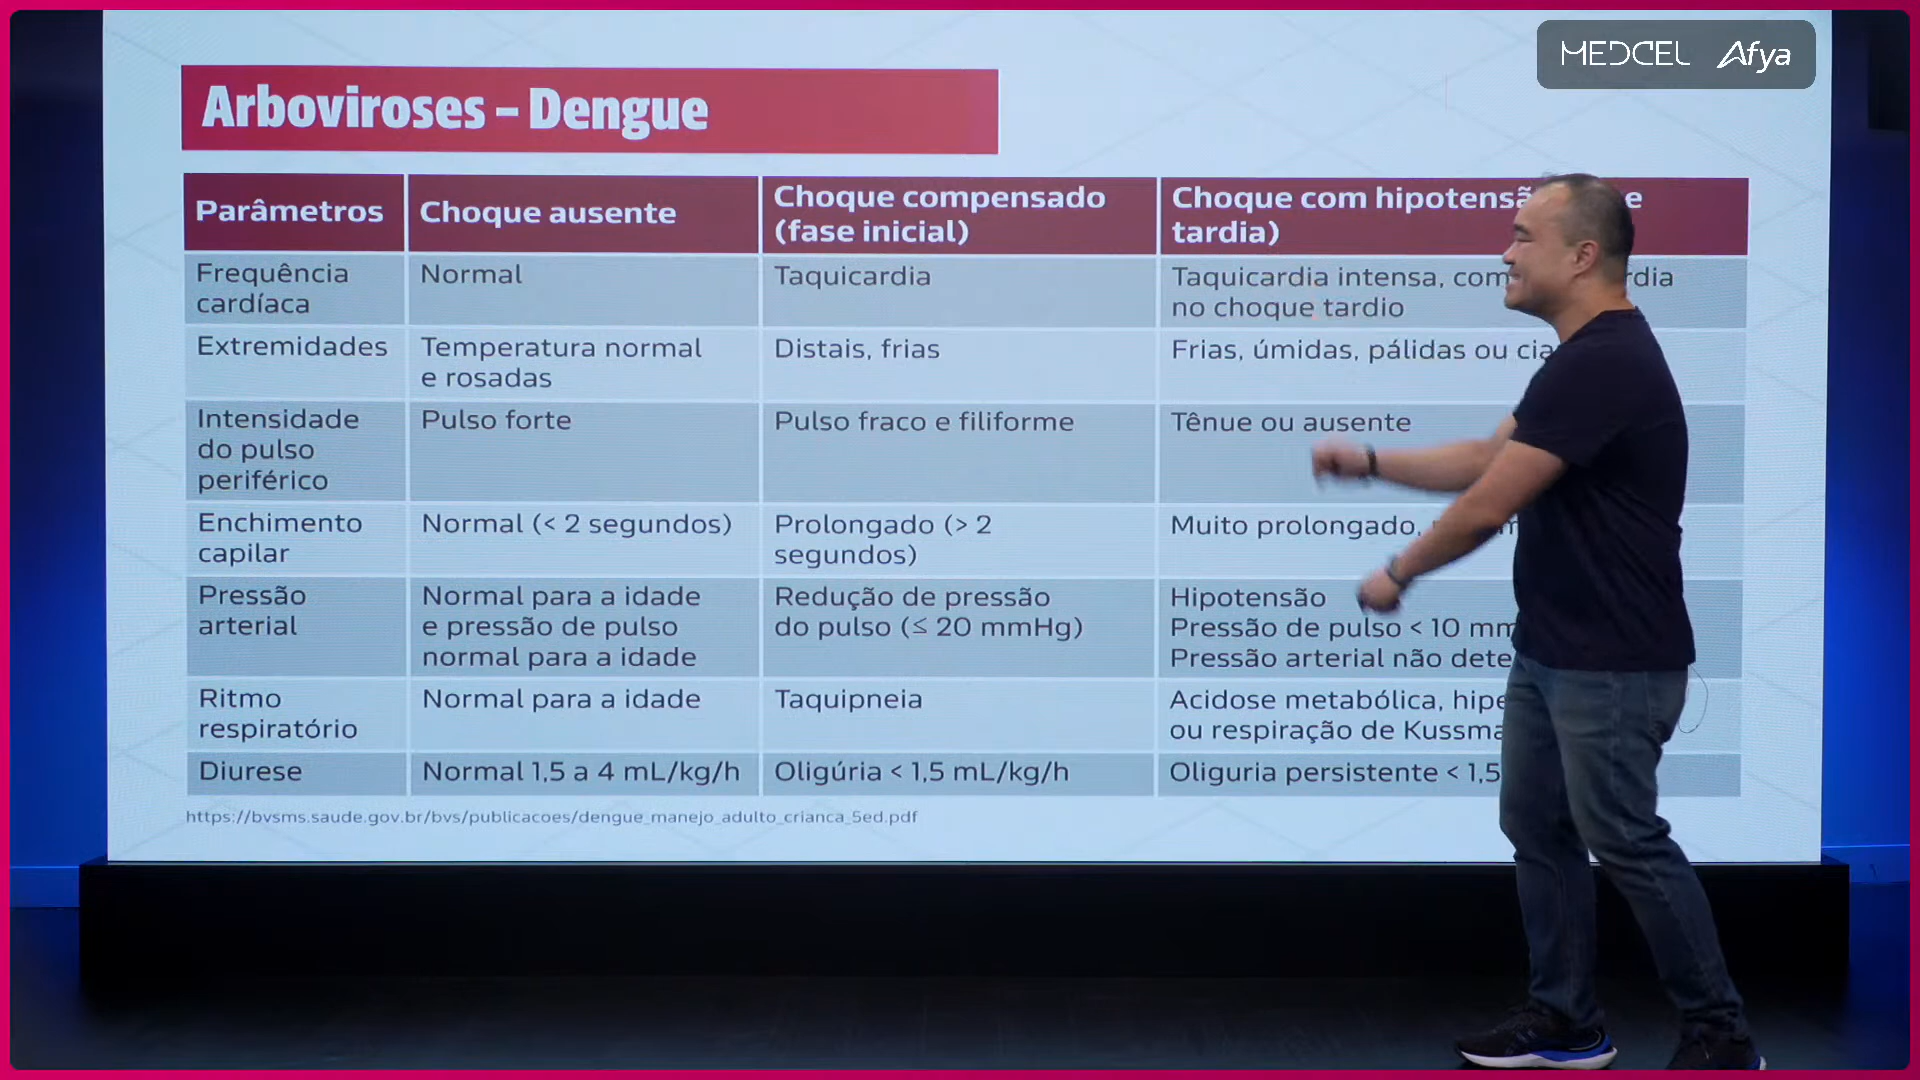 MEDCEL Afya
Arboviroses – Dengue
Parâmetros
Choque ausente
Choque compensado
(fase inicial)
Choque com
tardia)
Frequência
cardíaca
Normal
Taquicardia
Taquicardia intensa, com
no choque tardio
Extremidades
Temperatura normal
e rosadas
Distais, frias
Frias, úmidas, pálidas ou
Intensidade
do pulso
periférico
Pulso forte
Pulso fraco e filiforme
Tênue ou ausente
Enchimento
capilar
Normal (< 2 segundos)
Prolongado (> 2
segundos)
Muito prolongado,
Pressão
arterial
Normal para a idade
e pressão de pulso
normal para a idade
Redução de pressão
do pulso (≤ 20 mmHg)
Hipotensão
Pressão de pulso < 10
Pressão arterial não
Ritmo
respiratório
Normal para a idade
Taquipneia
Acidose metabólica,
ou respiração de
Diurese
Normal 1,5 a 4 mL/kg/h
Oligúria < 1,5 mL/kg/h
Oliguria persistente < 1,5
https://bvsms.saude.gov.br/bvs/publicacoes/dengue_manejo_adulto_crianca_5ed.pdf